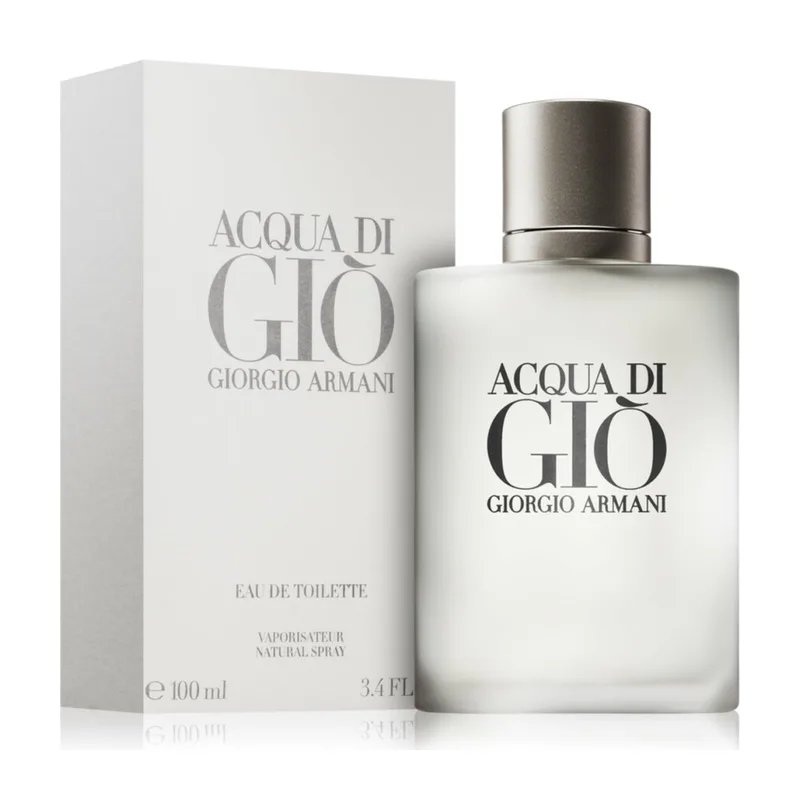 ACQUA DI
GIÒ
GIORGIO ARMANI
EAU DE TOILETTE
VAPORISATEUR
NATURAL SPRAY
℮ 100 ml 3.4 FL
ACQUA DI
GIÒ
GIORGIO ARMANI